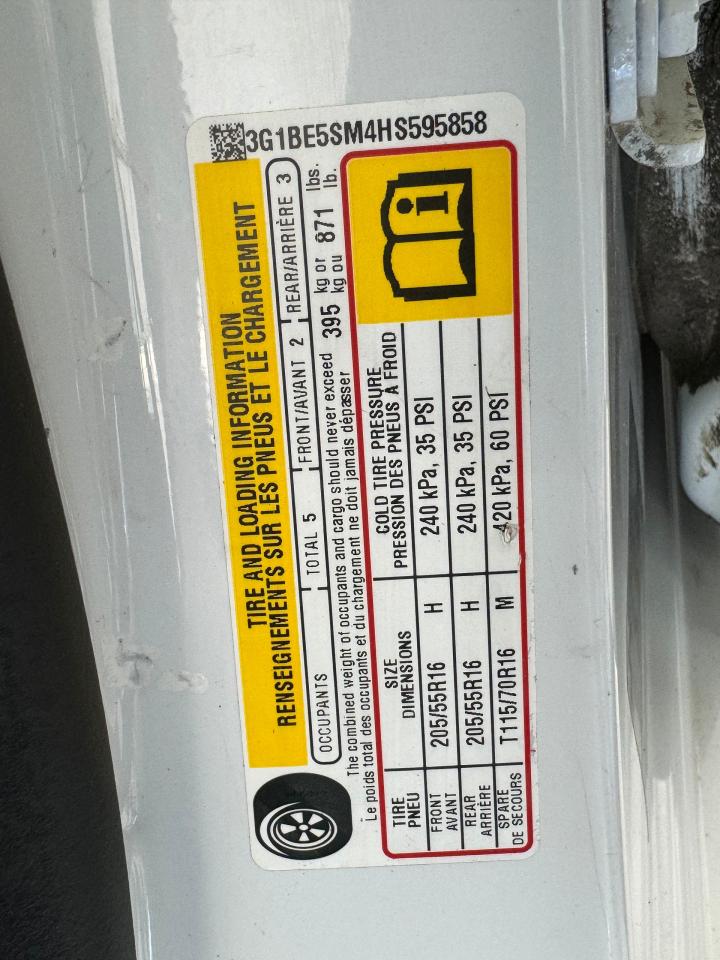 3G1BE5SM4HS595858
TIRE AND LOADING INFORMATION
RENSEIGNEMENTS SUR LES PNEUS ET LE CHARGEMENT
OCCUPANTS TOTAL 5 FRONT/AVANT 2 REAR/ARRIÈRE 3
The combined weight of occupants and cargo should never exceed 395 kg or 871 lbs.
Le poids total des occupants et du chargement ne doit jamais dépasser kg ou lb.
TIRE SIZE COLD TIRE PRESSURE
PNEU DIMENSIONS PRESSION DES PNEUS À FROID
FRONT
AVANT 205/55R16 H 240 kPa, 35 PSI
REAR
ARRIÈRE 205/55R16 H 240 kPa, 35 PSI
SPARE
DE SECOURS T115/70R16 M 420 kPa, 60 PSI